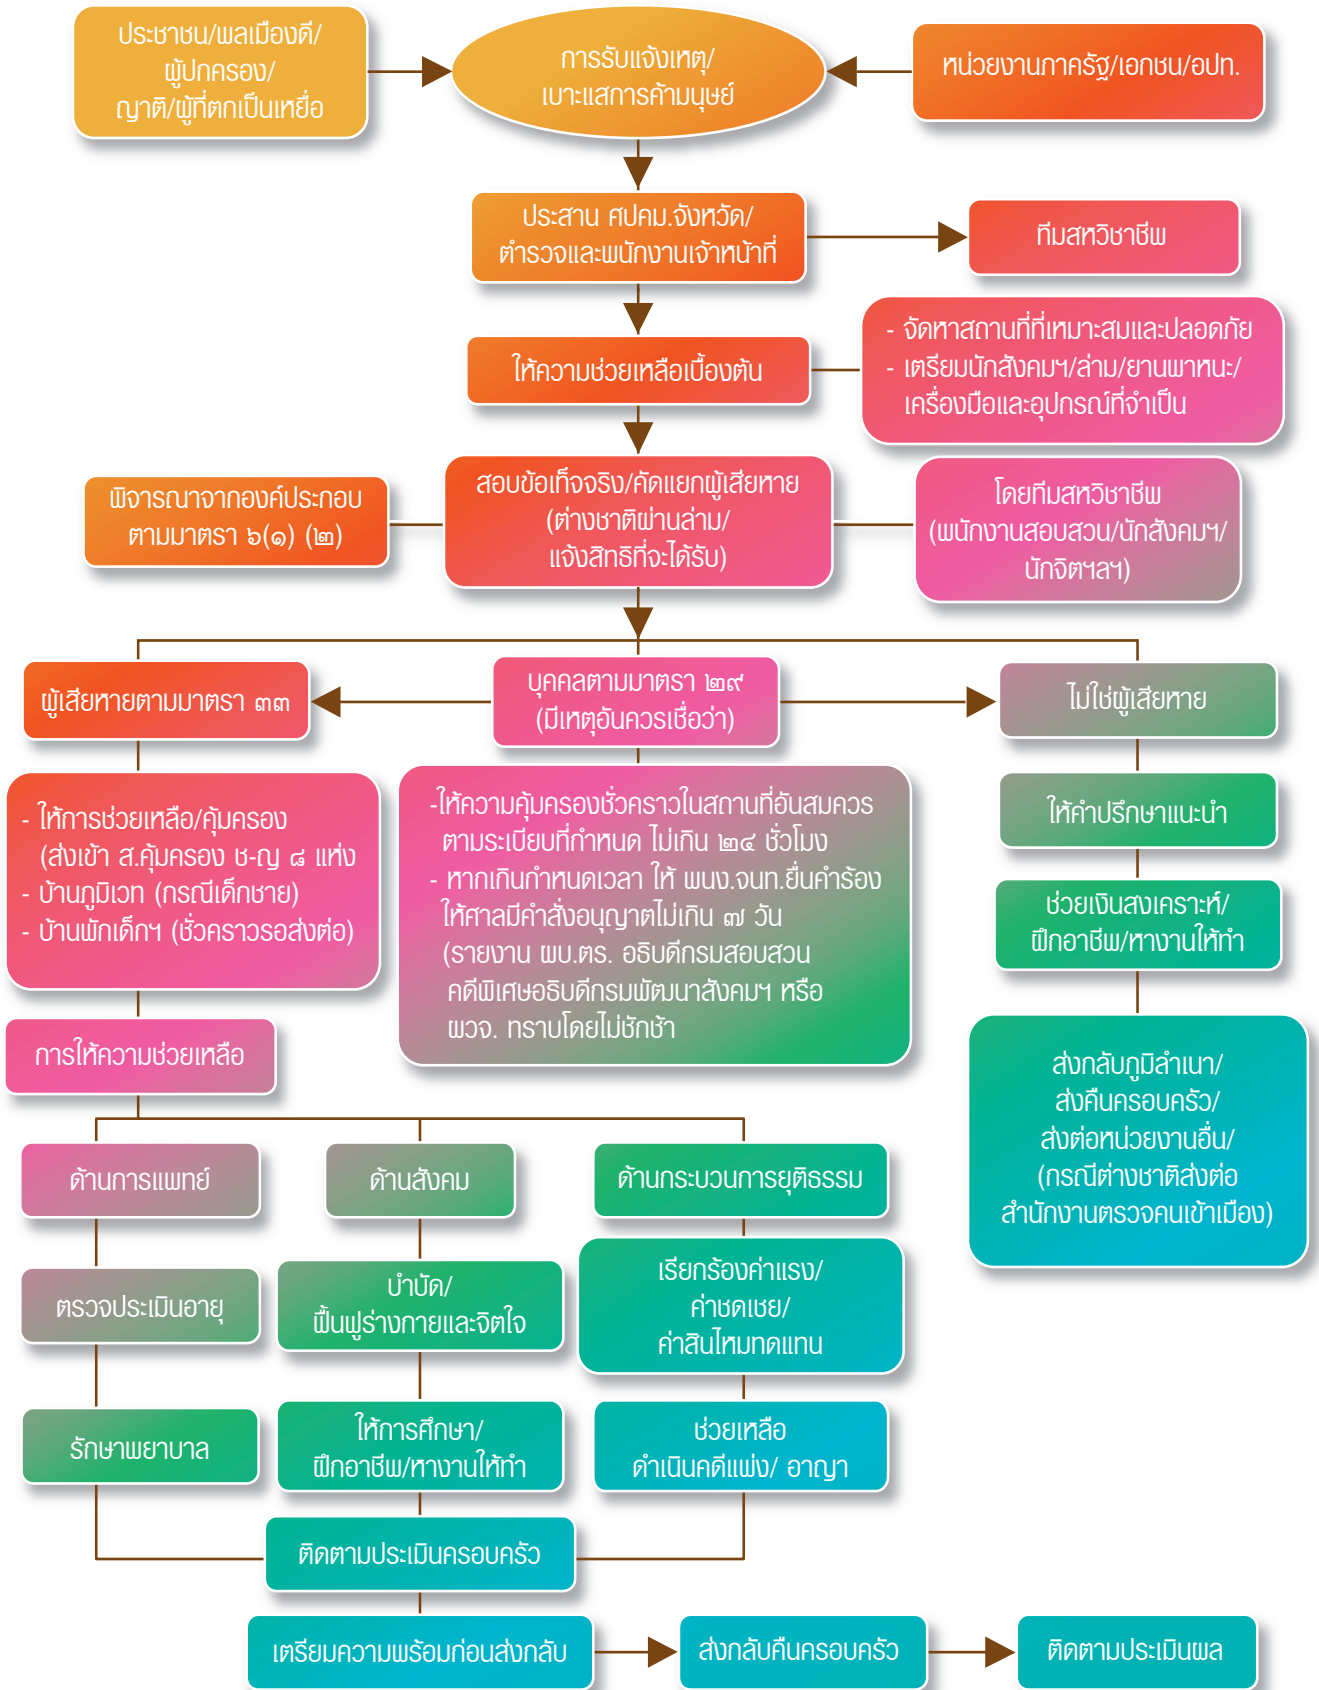 ประชาชน/พลเมืองดี/
ผู้ปกครอง/
ญาติ/ผู้ที่ตกเป็นเหยื่อ
การรับแจ้งเหตุ/
เบาะแสการค้ามนุษย์
หน่วยงานภาครัฐ/เอกชน/อปท.
ประสาน ศปคม.จังหวัด/
ตำรวจและพนักงานเจ้าหน้าที่
ทีมสหวิชาชีพ
ให้ความช่วยเหลือเบื้องต้น
- จัดหาสถานที่ที่เหมาะสมและปลอดภัย
- เตรียมนักสังคมฯ/ล่าม/ยานพาหนะ/
เครื่องมือและอุปกรณ์ที่จำเป็น
พิจารณาจากองค์ประกอบ
ตามมาตรา ๖(๑) (๒)
สอบข้อเท็จจริง/คัดแยกผู้เสียหาย
(ต่างชาติผ่านล่าม/
แจ้งสิทธิที่จะได้รับ)
โดยทีมสหวิชาชีพ
(พนักงานสอบสวน/นักสังคมฯ/
นักจิตฯลฯ)
ผู้เสียหายตามมาตรา ๓๓
บุคคลตามมาตรา ๒๙
(มีเหตุอันควรเชื่อว่า)
ไม่ใช่ผู้เสียหาย
- ให้การช่วยเหลือ/คุ้มครอง
(ส่งเข้า ส.คุ้มครอง ช-ญ ๘ แห่ง
- บ้านภูมิเวท (กรณีเด็กชาย)
- บ้านพักเด็กฯ (ชั่วคราวรอส่งต่อ)
-ให้ความคุ้มครองชั่วคราวในสถานที่อันสมควร
ตามระเบียบที่กำหนด ไม่เกิน ๒๔ ชั่วโมง
- หากเกินกำหนดเวลา ให้ พนง.จนท.ยื่นคำร้อง
ให้ศาลมีคำสั่งอนุญาตไม่เกิน ๗ วัน
(รายงาน ผบ.ตร. อธิบดีกรมสอบสวน
คดีพิเศษอธิบดีกรมพัฒนาสังคมฯ หรือ
ผวจ. ทราบโดยไม่ชักช้า
ให้คำปรึกษาแนะนำ
ช่วยเงินสงเคราะห์/
ฝึกอาชีพ/หางานให้ทำ
ส่งกลับภูมิลำเนา/
ส่งคืนครอบครัว/
ส่งต่อหน่วยงานอื่น/
(กรณีต่างชาติส่งต่อ
สำนักงานตรวจคนเข้าเมือง)
การให้ความช่วยเหลือ
ด้านการแพทย์
ด้านสังคม
ด้านกระบวนการยุติธรรม
ตรวจประเมินอายุ
บำบัด/
ฟื้นฟูร่างกายและจิตใจ
เรียกร้องค่าแรง/
ค่าชดเชย/
ค่าสินไหมทดแทน
รักษาพยาบาล
ให้การศึกษา/
ฝึกอาชีพ/หางานให้ทำ
ช่วยเหลือ
ดำเนินคดีแพ่ง/ อาญา
ติดตามประเมินครอบครัว
เตรียมความพร้อมก่อนส่งกลับ
ส่งกลับคืนครอบครัว
ติดตามประเมินผล